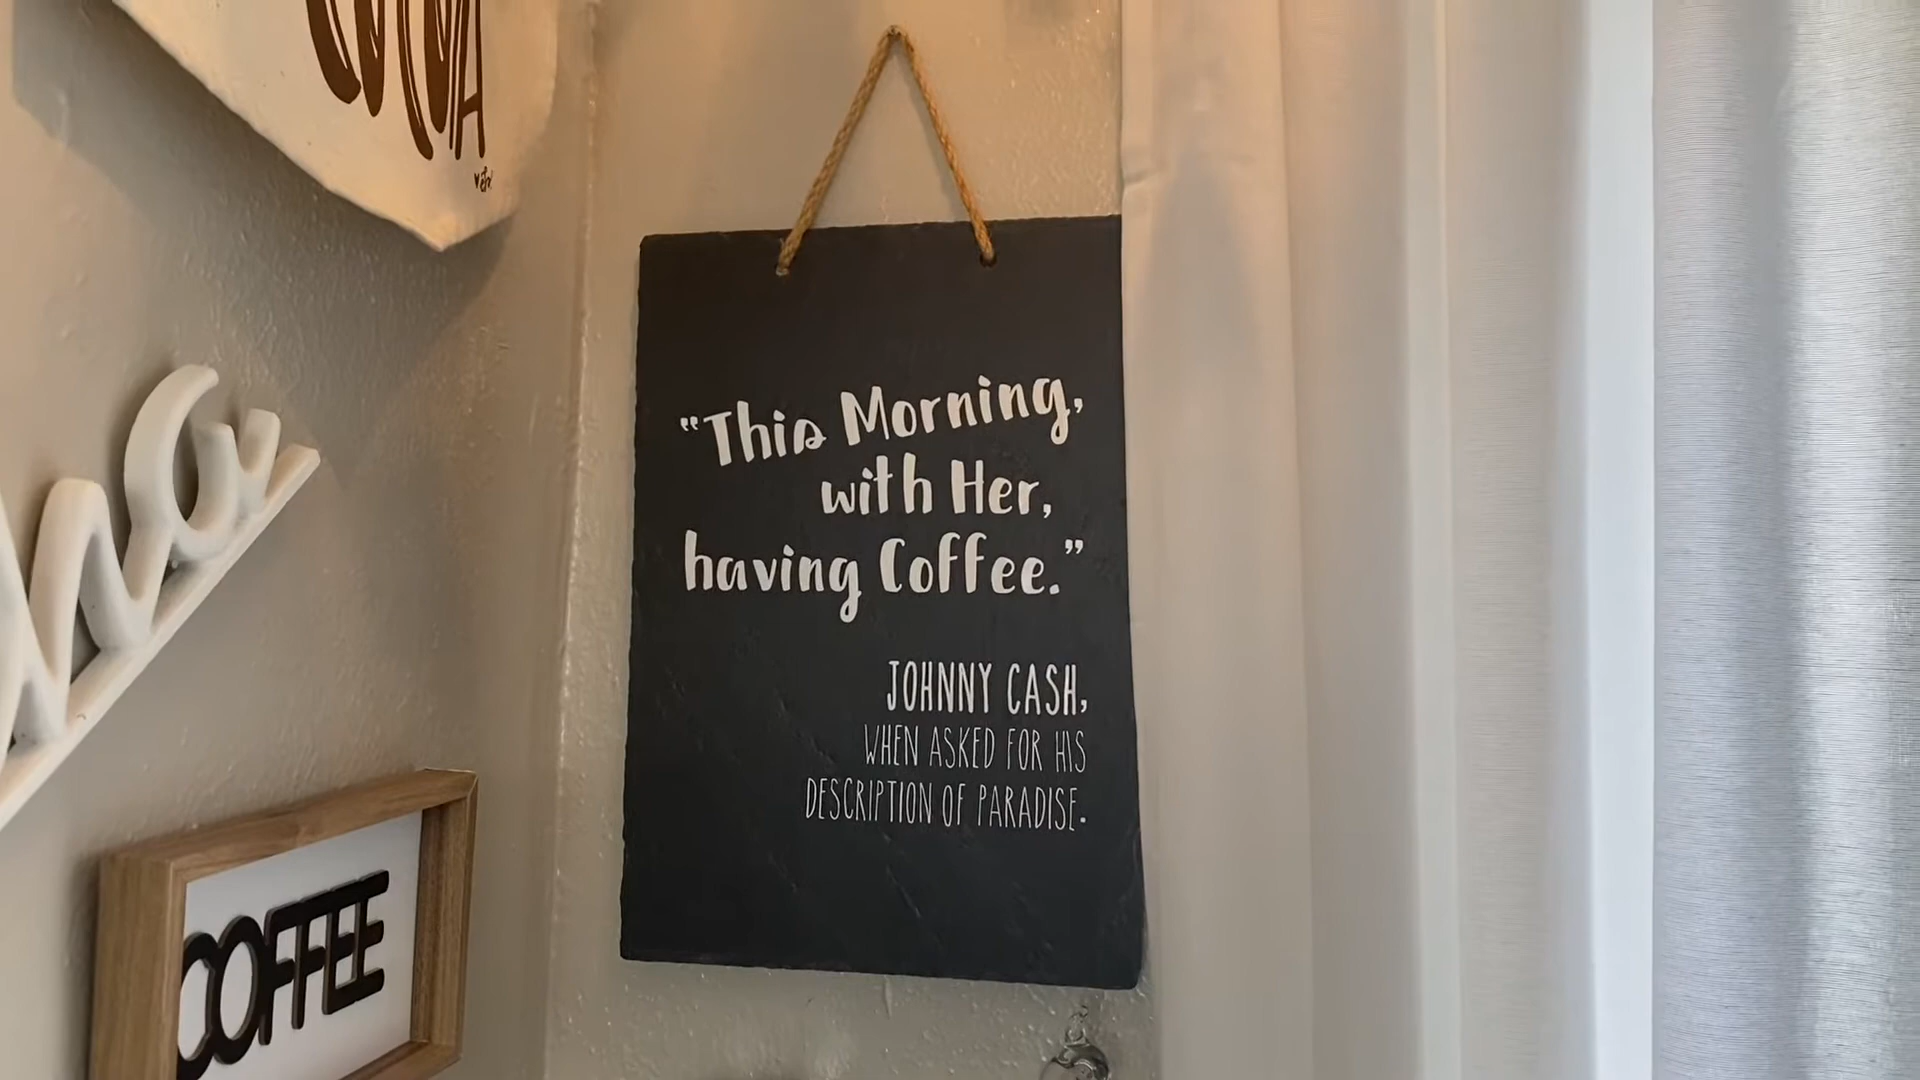 "This Morning,
with Her,
having Coffee."
JOHNNY CASH,
WHEN ASKED FOR HIS
DESCRIPTION OF PARADISE.
COFFEE